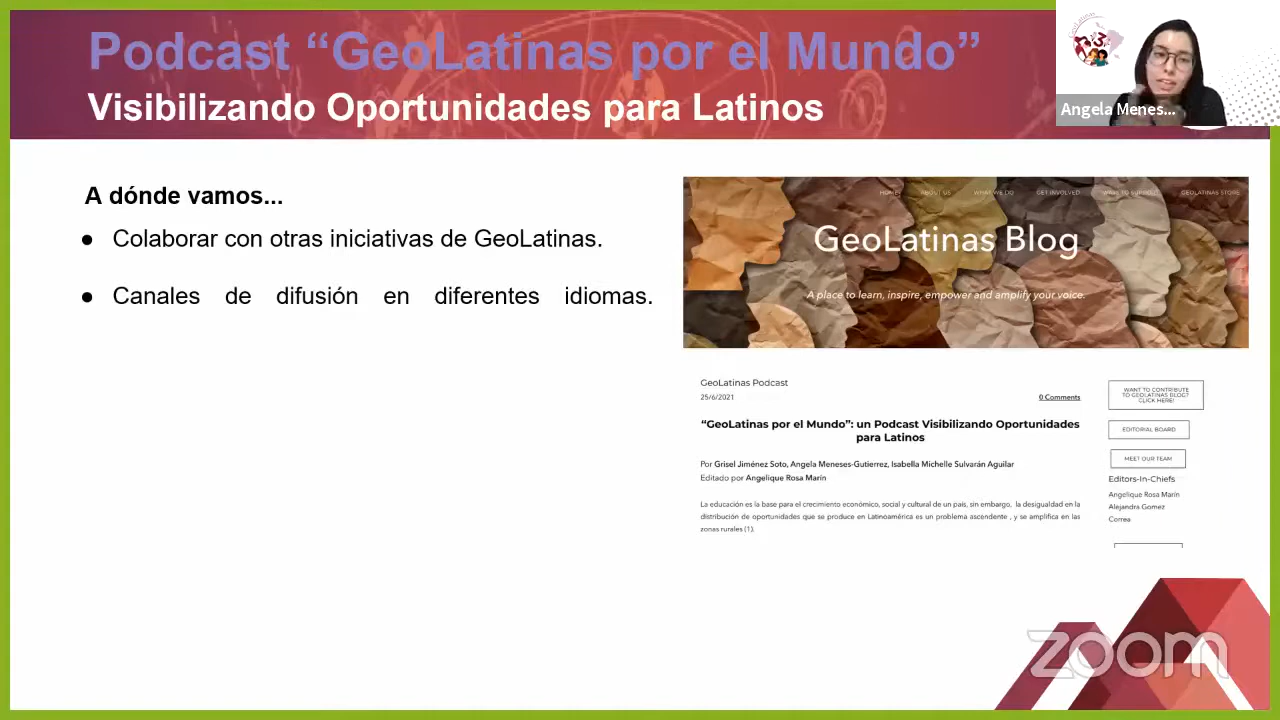 Podcast “GeoLatinas por el Mundo”
Visibilizando Oportunidades para Latinos
Angela Menes...
A dónde vamos...
● Colaborar con otras iniciativas de GeoLatinas.
● Canales de difusión en diferentes idiomas.
HOME ABOUT US WHAT WE DO GET INVOLVED WAYS TO SUPPORT GEOLATINAS STORE
GeoLatinas Blog
A place to learn, inspire, empower and amplify your voice.
GeoLatinas Podcast
25/6/2021
0 Comments
“GeoLatinas por el Mundo”: un Podcast Visibilizando Oportunidades
para Latinos
Por Grisel Jiménez Soto, Angela Meneses-Gutierrez, Isabella Michelle Sulvarán Aguilar
Editado por Angelique Rosa Marín
La educación es la base para el crecimiento económico, social y cultural de un país, sin embargo, la desigualdad en la
distribución de oportunidades que se produce en Latinoamérica es un problema ascendente , y se amplifica en las
zonas rurales (1).
WANT TO CONTRIBUTE
TO GEOLATINAS BLOG?
CLICK HERE!
EDITORIAL BOARD
MEET OUR TEAM
Editors-In-Chiefs
Angelique Rosa Marín
Alejandra Gomez
Correa
zoom